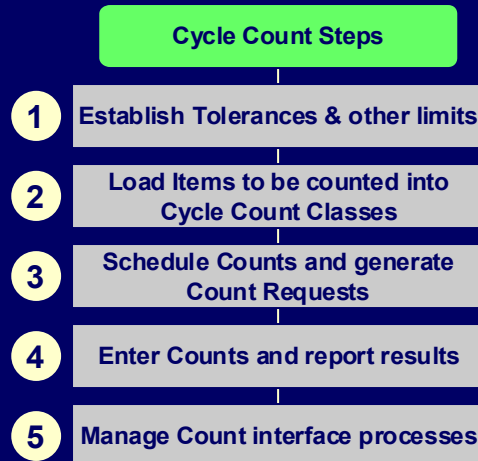 Cycle Count Steps
1
Establish Tolerances & other limits
2
Load Items to be counted into
Cycle Count Classes
3
Schedule Counts and generate
Count Requests
4
Enter Counts and report results
5
Manage Count interface processes